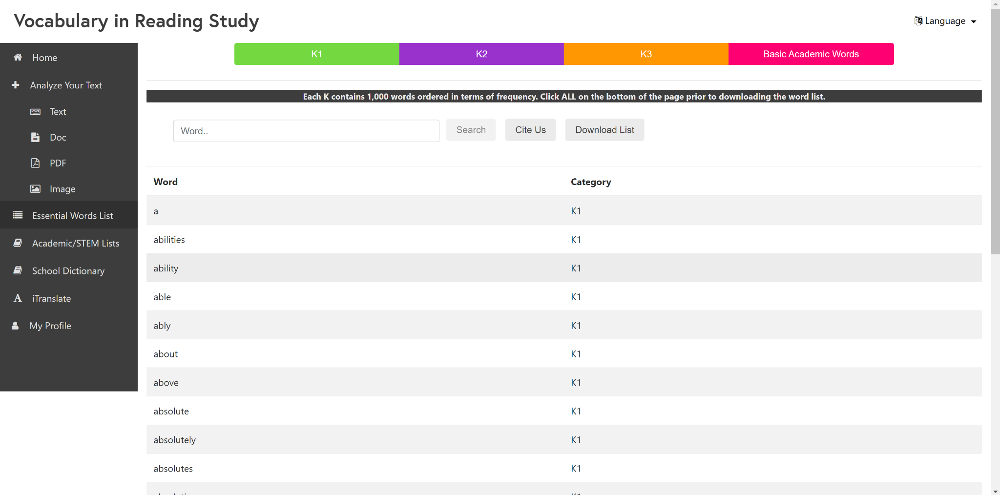 Vocabulary in Reading Study
Language
Home
Analyze Your Text
Text
Doc
PDF
Image
Essential Words List
Academic/STEM Lists
School Dictionary
iTranslate
My Profile
K1 K2 K3 Basic Academic Words
Each K contains 1,000 words ordered in terms of frequency. Click ALL on the bottom of the page prior to downloading the word list.
Word.. Search Cite Us Download List
Word Category
a K1
abilities K1
ability K1
able K1
ably K1
about K1
above K1
absolute K1
absolutely K1
absolutes K1